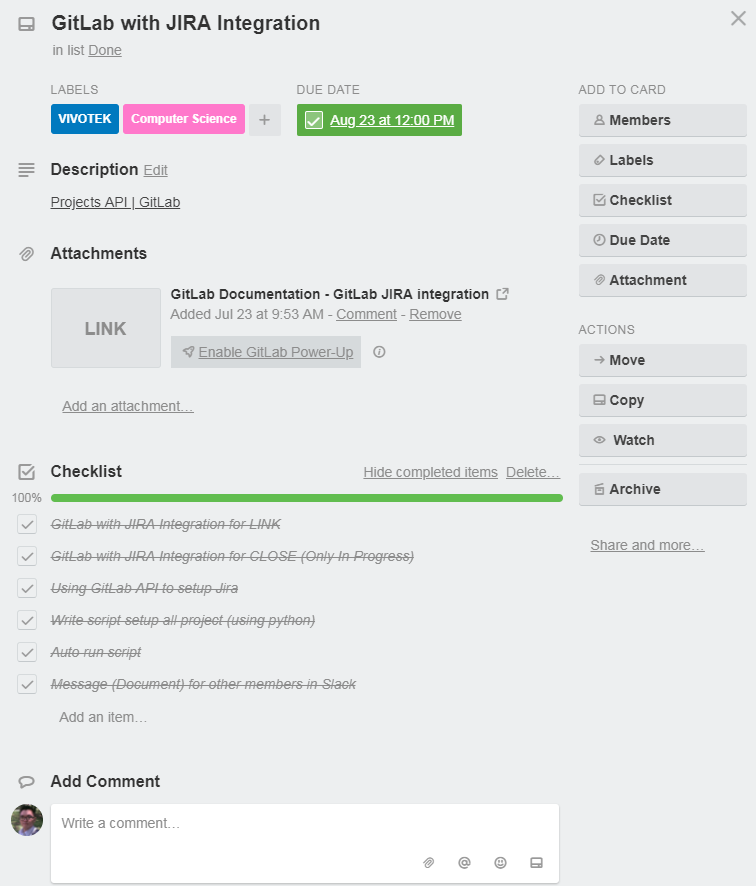 GitLab with JIRA Integration
in list Done
LABELS
VIVOTEK Computer Science +
DUE DATE
Aug 23 at 12:00 PM
Description Edit
Projects API | GitLab
Attachments
LINK
GitLab Documentation - GitLab JIRA integration
Added Jul 23 at 9:53 AM - Comment - Remove
Enable GitLab Power-Up
Add an attachment…
Checklist Hide completed items Delete…
100%
GitLab with JIRA Integration for LINK
GitLab with JIRA Integration for CLOSE (Only In Progress)
Using GitLab API to setup Jira
Write script setup all project (using python)
Auto run script
Message (Document) for other members in Slack
Add an item…
Add Comment
Write a comment…
@
ADD TO CARD
Members
Labels
Checklist
Due Date
Attachment
ACTIONS
Move
Copy
Watch
Archive
Share and more…